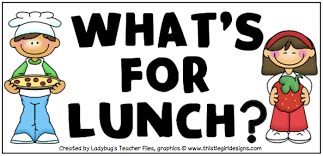 WHAT'S
FOR
LUNCH?
Created by Ladybug's Teacher Files, graphics © www.thistlegirldesigns.com